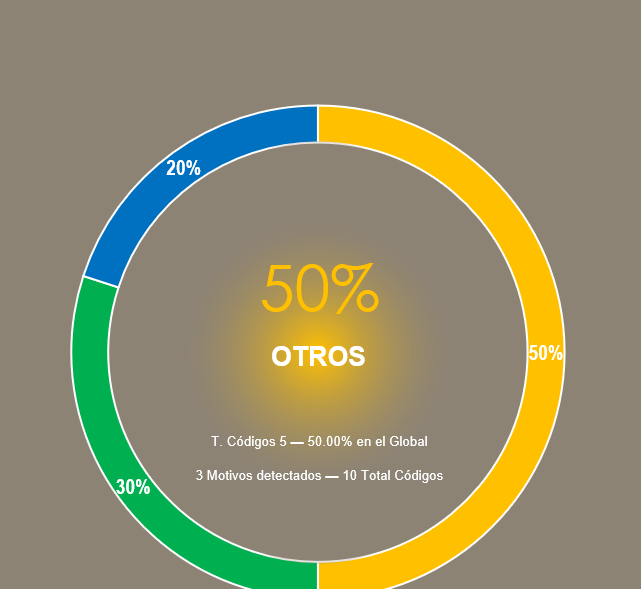 20%
50%
OTROS
50%
T. Códigos 5 — 50.00% en el Global
3 Motivos detectados — 10 Total Códigos
30%